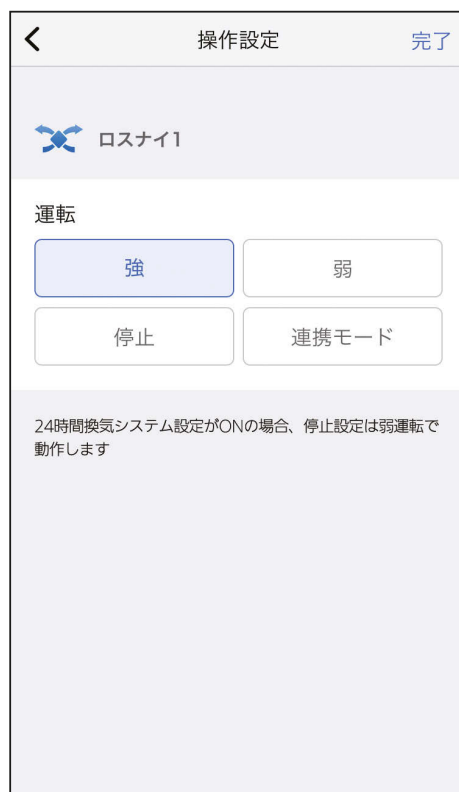 操作設定 完了
ロスナイ1
運転
強 弱
停止 連携モード
24時間換気システム設定がONの場合、停止設定は弱運転で
動作します